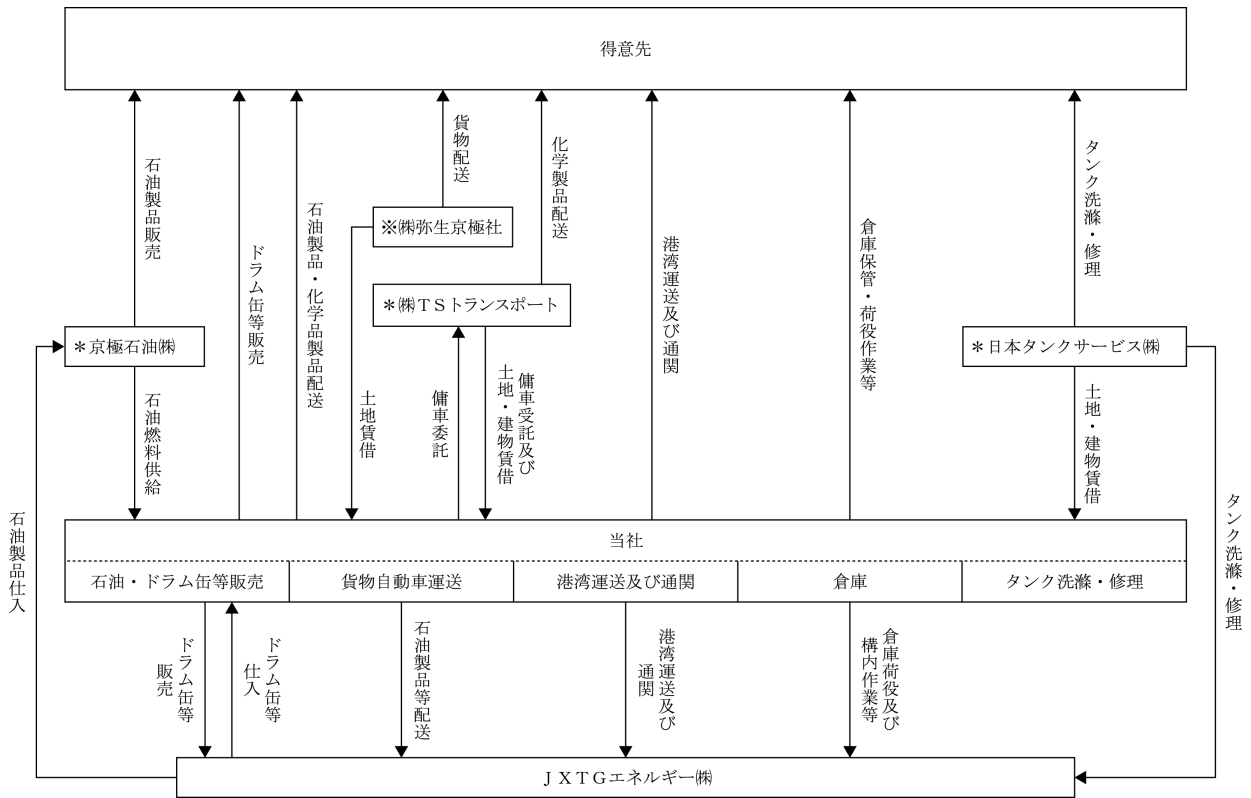 得意先
石油製品販売
ドラム缶等販売
石油製品・化学品製品配送
貨物配送
化学製品配送
港湾運送及び通関
倉庫保管・荷役作業等
タンク洗滌・修理
※㈱弥生京極社
＊㈱ＴＳトランスポート
＊京極石油㈱
＊日本タンクサービス㈱
石油燃料供給
土地賃借
傭車委託
傭車受託及び
土地・建物賃借
土地・建物賃借
石油製品仕入
タンク洗滌・修理
当社
石油・ドラム缶等販売
貨物自動車運送
港湾運送及び通関
倉庫
タンク洗滌・修理
ドラム缶等
販売
ドラム缶等
仕入
石油製品等配送
港湾運送及び
通関
倉庫荷役及び
構内作業等
ＪＸＴＧエネルギー㈱